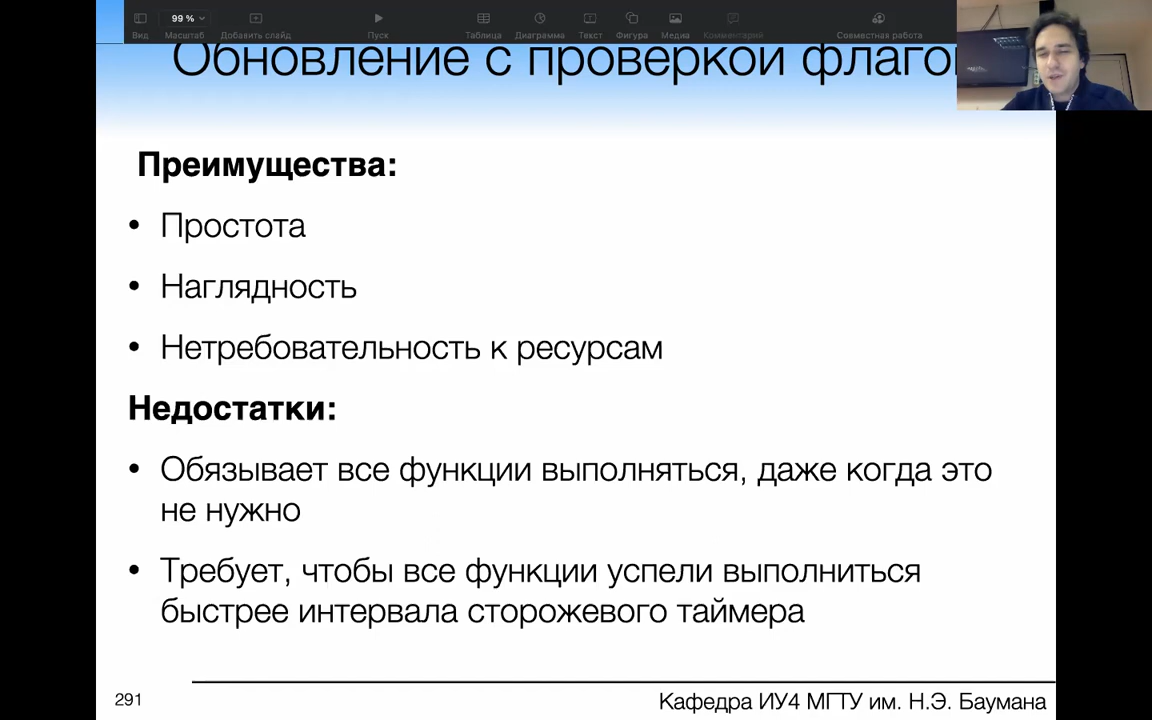 99 %
Вид
Масштаб
Добавить слайд
Пуск
Таблица
Диаграмма
Текст
Фигура
Медиа
Комментарий
Совместная работа
Обновление с проверкой
Преимущества:
• Простота
• Наглядность
• Нетребовательность к ресурсам
Недостатки:
• Обязывает все функции выполняться, даже когда это
не нужно
• Требует, чтобы все функции успели выполниться
быстрее интервала сторожевого таймера
291
Кафедра ИУ4 МГТУ им. Н.Э. Баумана